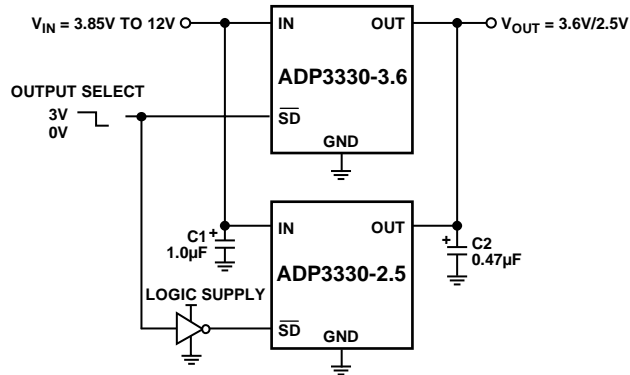 VIN = 3.85V TO 12V
IN
OUT
VOUT = 3.6V/2.5V
ADP3330-3.6
OUTPUT SELECT
3V
0V
SD
GND
IN
OUT
C1 +
1.0µF
+ C2
0.47µF
ADP3330-2.5
LOGIC SUPPLY
SD
GND